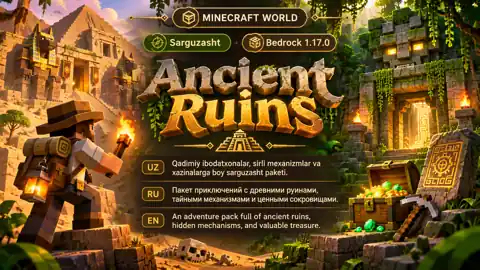 MINECRAFT WORLD
Sarguzasht
Bedrock 1.17.0
Ancient
Ruins
UZ
Qadimiy ibodatxonalar, sirli mexanizmlar va
xazinalarga boy sarguzasht paketi.
RU
Пакет приключений с древними руинами,
тайными механизмами и ценными сокровищами.
EN
An adventure pack full of ancient ruins,
hidden mechanisms, and valuable treasure.